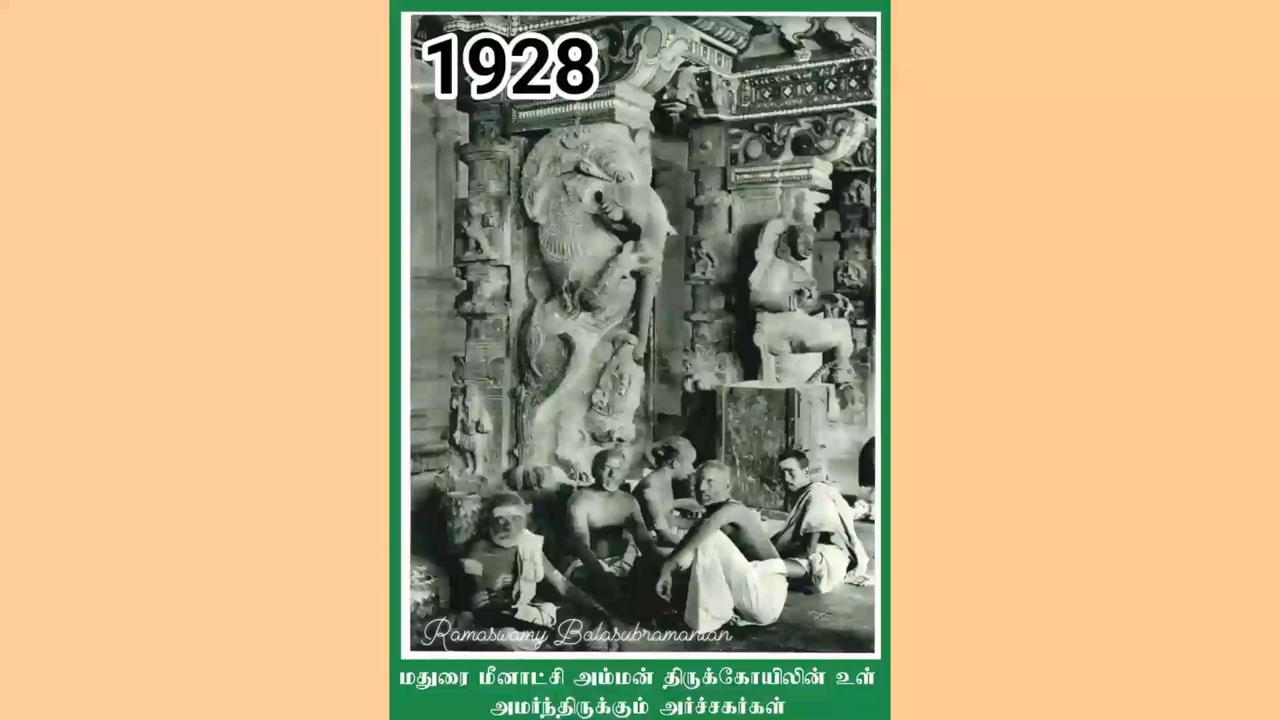 1928
Ramaswamy Balasubramanian
மதுரை மீனாட்சி அம்மன் திருக்கோயிலின் உள்
அமர்ந்திருக்கும் அர்ச்சகர்கள்